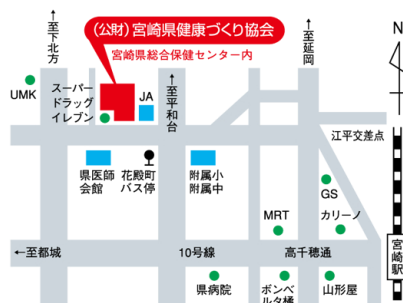 ↑至下北方
(公財)宮崎県健康づくり協会
宮崎県総合保健センター内
↑至延岡
N
UMK
スーパー
ドラッグ
イレブン
JA
↑至平和台
江平交差点
県医師
会館
花殿町
バス停
附属小
附属中
GS
MRT
カリーノ
←至都城
10号線
高千穂通
宮崎駅
県病院
ボンベ
ルタ橘
山形屋